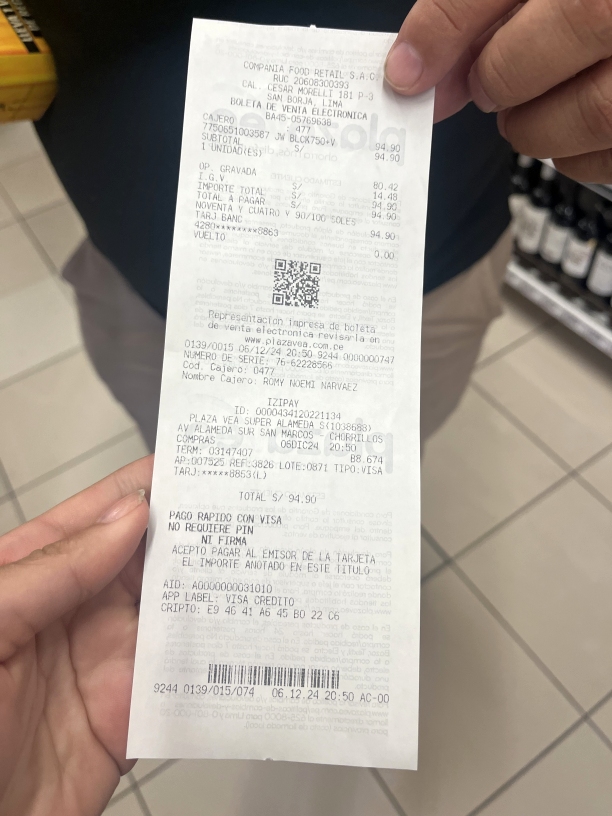 COMPANIA FOOD RETAIL S.A.C.
RUC 20608300393
CAL. CESAR MORELLI 181 P-3
SAN BORJA, LIMA
BOLETA DE VENTA ELECTRONICA
BA45-05769638
CAJERO : 477
7750651003587 JW BLCK750+V 94.90
SUBTOTAL S/ 94.90
1 UNIDAD(ES)
OP. GRAVADA S/ 80.42
I.G.V. 14.48
IMPORTE TOTAL S/ 94.90
TOTAL A PAGAR S/ 94.90
NOVENTA Y CUATRO Y 90/100 SOLES
TARJ BANC 94.90
4280********8863
VUELTO 0.00
Representacion impresa de boleta
de venta electronica revisarla en
www.plazavea.com.pe
0139/0015 06/12/24 20:50 9244 0000000747
NUMERO DE SERIE: 76-62228566
Cod. Cajero: 0477
Nombre Cajero: ROMY NOEMI NARVAEZ
IZIPAY
ID: 0000434120221134
PLAZA VEA SUPER ALAMEDA S(1038683)
AV ALAMEDA SUR SAN MARCOS - CHORRILLOS
COMPRAS 06DIC24 20:50
TERM: 03147407 B8.674
AP:007525 REF:3826 LOTE:0871 TIPO:VISA
TARJ:*****8863(L)
TOTAL S/ 94.90
PAGO RAPIDO CON VISA
NO REQUIERE PIN
NI FIRMA
ACEPTO PAGAR AL EMISOR DE LA TARJETA
EL IMPORTE ANOTADO EN ESTE TITULO
AID: A0000000031010
APP LABEL: VISA CREDITO
CRIPTO: E9 46 41 A6 45 B0 22 C6
9244 0139/015/074 06.12.24 20:50 AC-00